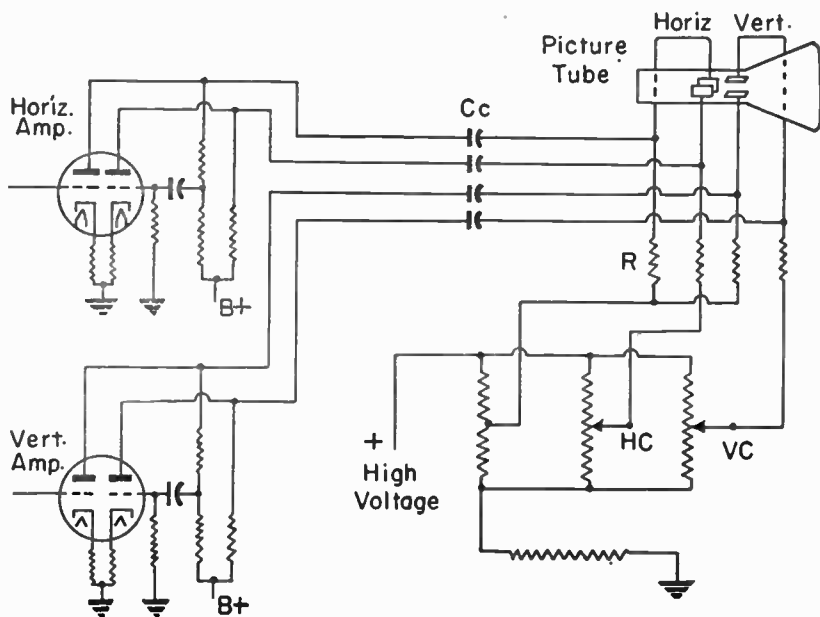 Horiz
Vert.
Picture
Tube
Horiz.
Amp.
Cc
R
B+
Vert.
Amp.
+
High
Voltage
HC
VC
B+